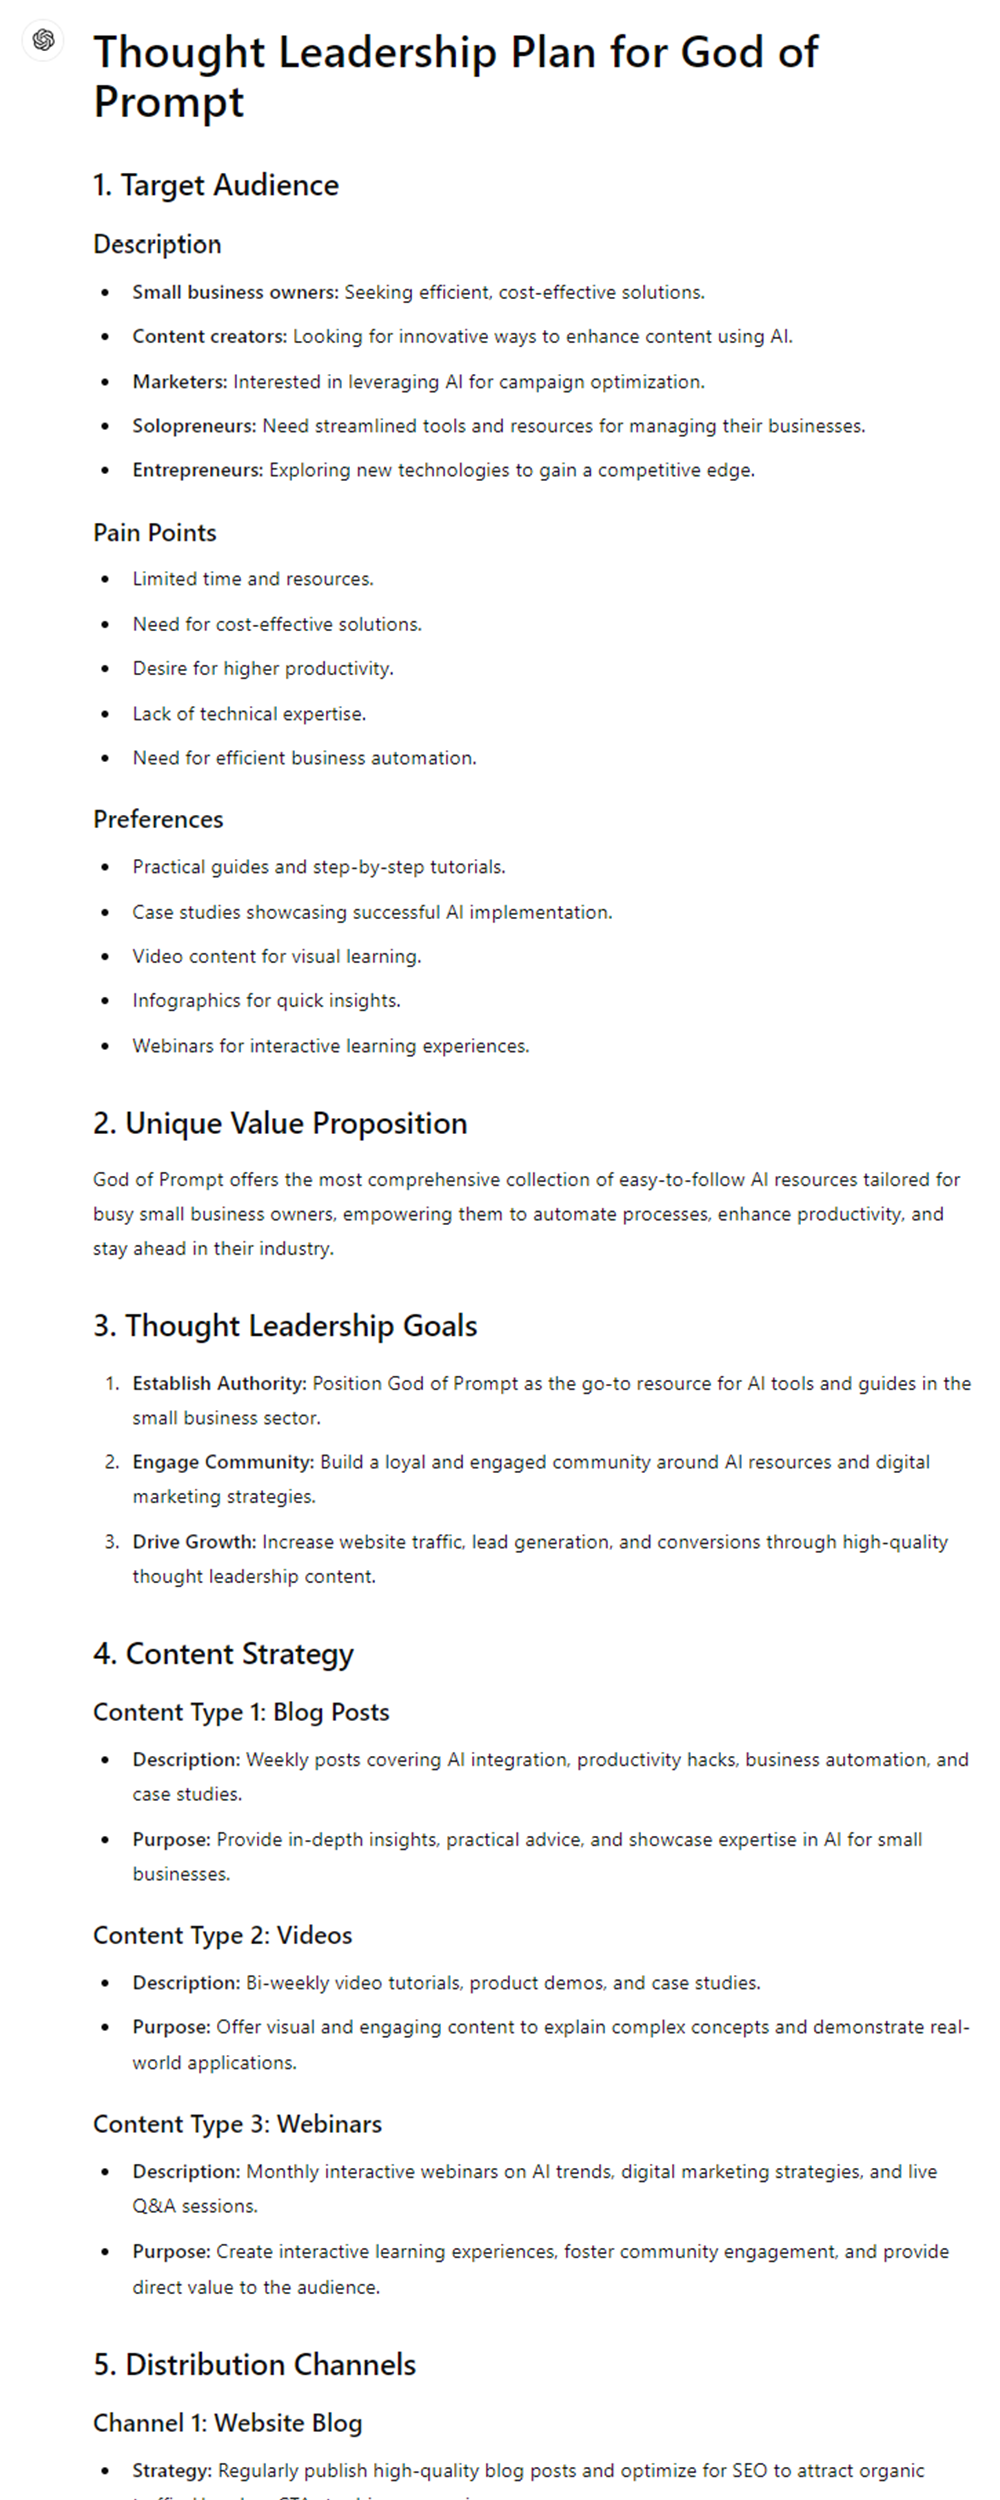 Thought Leadership Plan for God of
Prompt
1. Target Audience
Description
• Small business owners: Seeking efficient, cost-effective solutions.
• Content creators: Looking for innovative ways to enhance content using AI.
• Marketers: Interested in leveraging AI for campaign optimization.
• Solopreneurs: Need streamlined tools and resources for managing their businesses.
• Entrepreneurs: Exploring new technologies to gain a competitive edge.
Pain Points
• Limited time and resources.
• Need for cost-effective solutions.
• Desire for higher productivity.
• Lack of technical expertise.
• Need for efficient business automation.
Preferences
• Practical guides and step-by-step tutorials.
• Case studies showcasing successful AI implementation.
• Video content for visual learning.
• Infographics for quick insights.
• Webinars for interactive learning experiences.
2. Unique Value Proposition
God of Prompt offers the most comprehensive collection of easy-to-follow AI resources tailored for
busy small business owners, empowering them to automate processes, enhance productivity, and
stay ahead in their industry.
3. Thought Leadership Goals
1. Establish Authority: Position God of Prompt as the go-to resource for AI tools and guides in the
small business sector.
2. Engage Community: Build a loyal and engaged community around AI resources and digital
marketing strategies.
3. Drive Growth: Increase website traffic, lead generation, and conversions through high-quality
thought leadership content.
4. Content Strategy
Content Type 1: Blog Posts
• Description: Weekly posts covering AI integration, productivity hacks, business automation, and
case studies.
• Purpose: Provide in-depth insights, practical advice, and showcase expertise in AI for small
businesses.
Content Type 2: Videos
• Description: Bi-weekly video tutorials, product demos, and case studies.
• Purpose: Offer visual and engaging content to explain complex concepts and demonstrate real-
world applications.
Content Type 3: Webinars
• Description: Monthly interactive webinars on AI trends, digital marketing strategies, and live
Q&A sessions.
• Purpose: Create interactive learning experiences, foster community engagement, and provide
direct value to the audience.
5. Distribution Channels
Channel 1: Website Blog
• Strategy: Regularly publish high-quality blog posts and optimize for SEO to attract organic